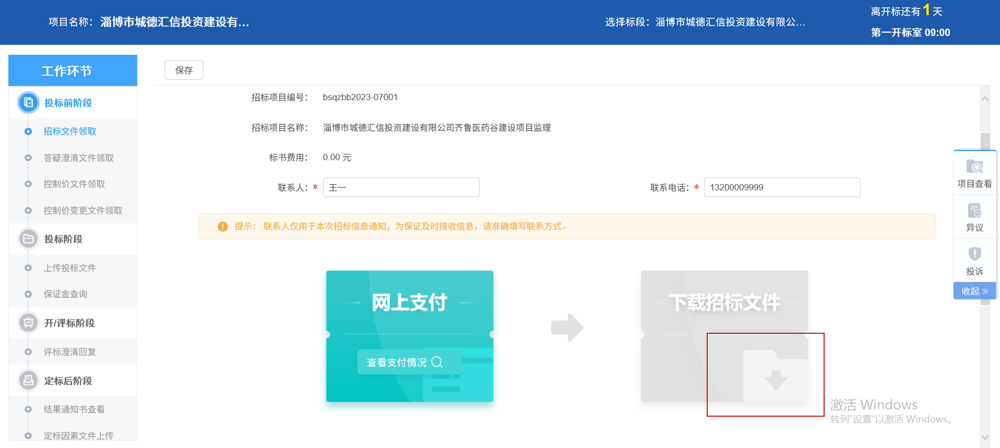 项目名称： 淄博市城德汇信投资建设有...
选择标段： 淄博市城德汇信投资建设有限公...
离开标还有1天
第一开标室 09:00
工作环节
投标前阶段
招标文件领取
答疑澄清文件领取
控制价文件领取
控制价变更文件领取
投标阶段
上传投标文件
保证金查询
开/评标阶段
评标澄清回复
定标后阶段
结果通知书查看
定标因素文件上传
保存
招标项目编号： bsqzbb2023-07001
招标项目名称： 淄博市城德汇信投资建设有限公司齐鲁医药谷建设项目监理
标书费用： 0.00 元
联系人：* 王一
联系电话：* 13200009999
提示： 联系人仅用于本次招标信息通知，为保证及时接收信息，请准确填写联系方式。
网上支付
查看支付情况
下载招标文件
项目查看
异议
投诉
收起 »
激活 Windows
转到“设置”以激活 Windows。